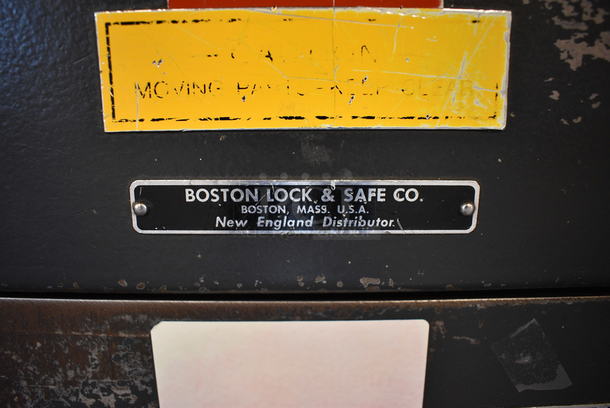 MOVING
BOSTON LOCK & SAFE CO.
BOSTON, MASS. U.S.A.
New England Distributor.